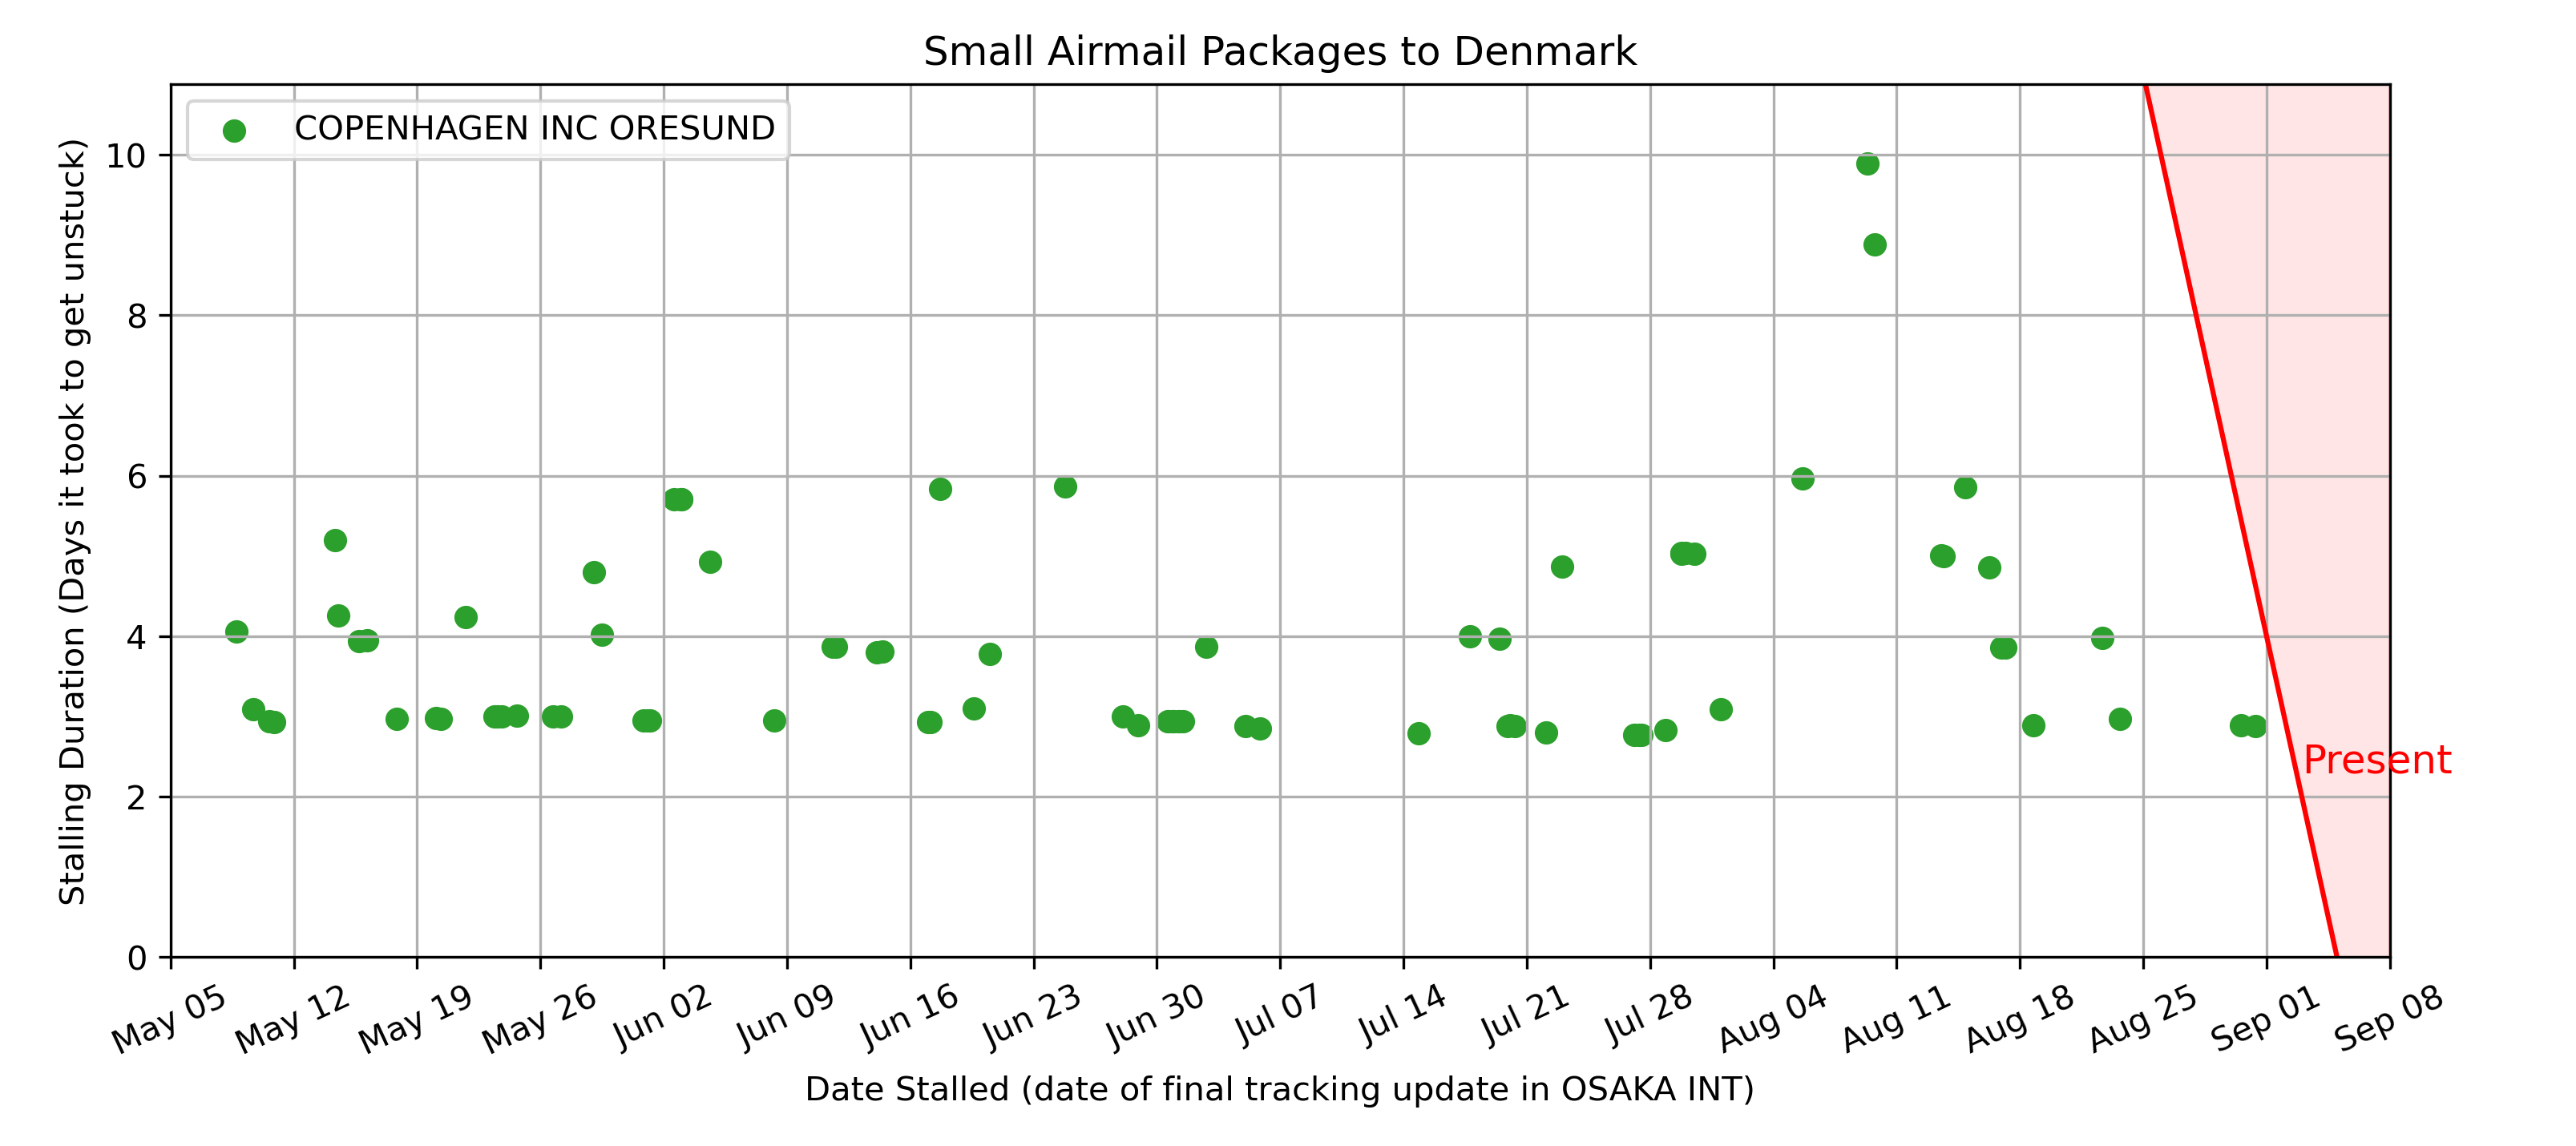 Small Airmail Packages to Denmark
COPENHAGEN INC ORESUND
Stalling Duration (Days it took to get unstuck)
10
8
6
4
2
0
Present
May 05
May 12
May 19
May 26
Jun 02
Jun 09
Jun 16
Jun 23
Jun 30
Jul 07
Jul 14
Jul 21
Jul 28
Aug 04
Aug 11
Aug 18
Aug 25
Sep 01
Sep 08
Date Stalled (date of final tracking update in OSAKA INT)